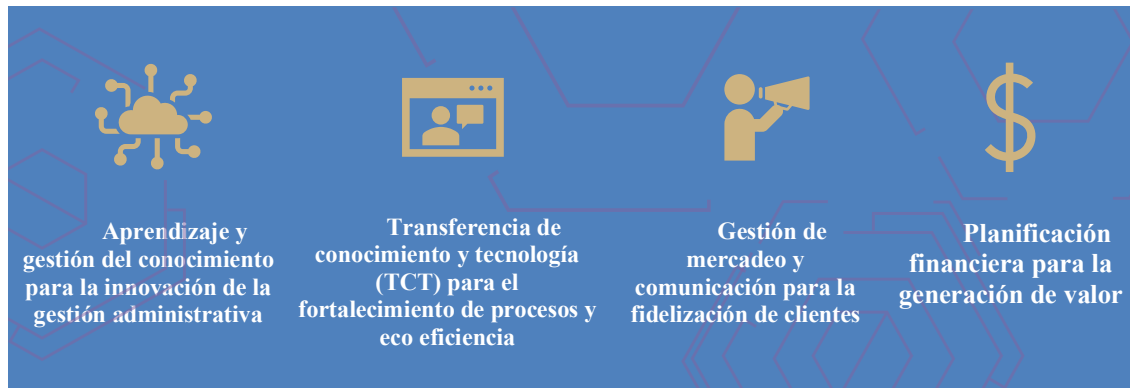 Aprendizaje y
gestión del conocimiento
para la innovación de la
gestión administrativa
Transferencia de
conocimiento y tecnología
(TCT) para el
fortalecimiento de procesos y
eco eficiencia
Gestión de
mercadeo y
comunicación para la
fidelización de clientes
Planificación
financiera para la
generación de valor